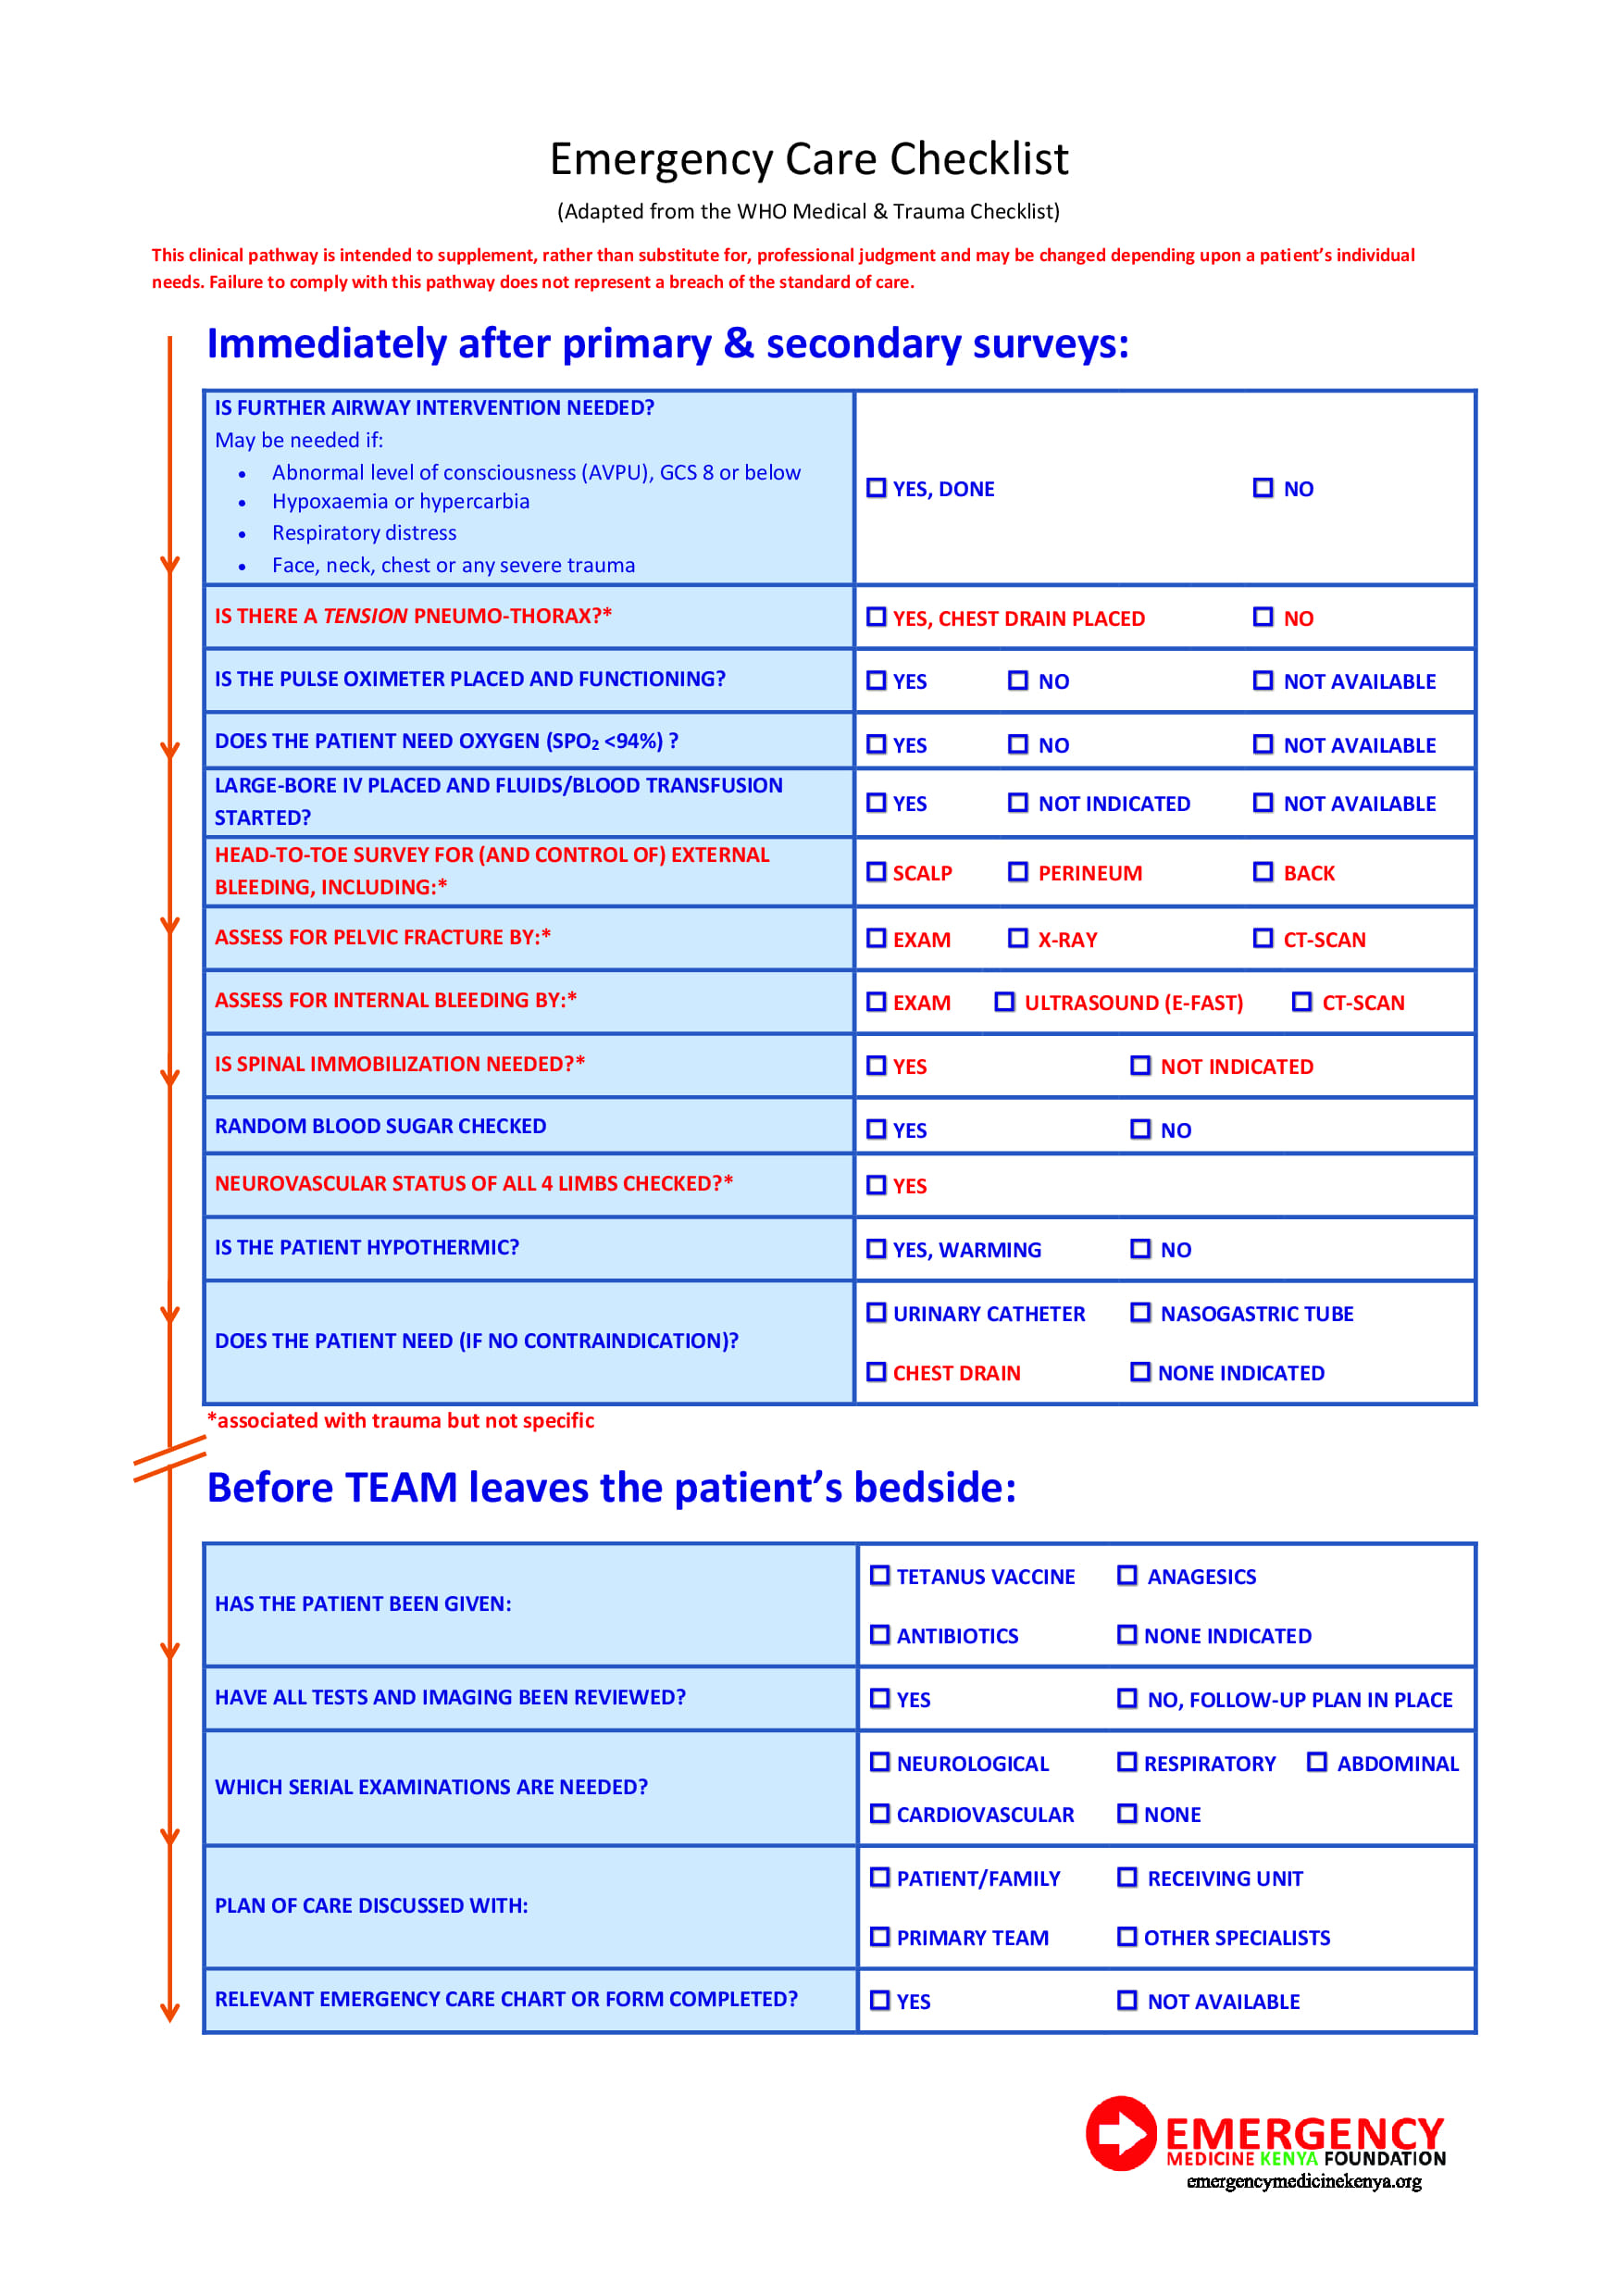 Emergency Care Checklist
(Adapted from the WHO Medical & Trauma Checklist)
This clinical pathway is intended to supplement, rather than substitute for, professional judgment and may be changed depending upon a patient's individual
needs. Failure to comply with this pathway does not represent a breach of the standard of care.
Immediately after primary & secondary surveys:
IS FURTHER AIRWAY INTERVENTION NEEDED?
May be needed if:
• Abnormal level of consciousness (AVPU), GCS 8 or below
• Hypoxaemia or hypercarbia
• Respiratory distress
• Face, neck, chest or any severe trauma
☐ YES, DONE ☐ NO
IS THERE A TENSION PNEUMO-THORAX?*
☐ YES, CHEST DRAIN PLACED ☐ NO
IS THE PULSE OXIMETER PLACED AND FUNCTIONING?
☐ YES ☐ NO ☐ NOT AVAILABLE
DOES THE PATIENT NEED OXYGEN (SPO₂ <94%) ?
☐ YES ☐ NO ☐ NOT AVAILABLE
LARGE-BORE IV PLACED AND FLUIDS/BLOOD TRANSFUSION
STARTED?
☐ YES ☐ NOT INDICATED ☐ NOT AVAILABLE
HEAD-TO-TOE SURVEY FOR (AND CONTROL OF) EXTERNAL
BLEEDING, INCLUDING:*
☐ SCALP ☐ PERINEUM ☐ BACK
ASSESS FOR PELVIC FRACTURE BY:*
☐ EXAM ☐ X-RAY ☐ CT-SCAN
ASSESS FOR INTERNAL BLEEDING BY:*
☐ EXAM ☐ ULTRASOUND (E-FAST) ☐ CT-SCAN
IS SPINAL IMMOBILIZATION NEEDED?*
☐ YES ☐ NOT INDICATED
RANDOM BLOOD SUGAR CHECKED
☐ YES ☐ NO
NEUROVASCULAR STATUS OF ALL 4 LIMBS CHECKED?*
☐ YES
IS THE PATIENT HYPOTHERMIC?
☐ YES, WARMING ☐ NO
DOES THE PATIENT NEED (IF NO CONTRAINDICATION)?
☐ URINARY CATHETER ☐ NASOGASTRIC TUBE
☐ CHEST DRAIN ☐ NONE INDICATED
*associated with trauma but not specific
Before TEAM leaves the patient's bedside:
HAS THE PATIENT BEEN GIVEN:
☐ TETANUS VACCINE ☐ ANAGESICS
☐ ANTIBIOTICS ☐ NONE INDICATED
HAVE ALL TESTS AND IMAGING BEEN REVIEWED?
☐ YES ☐ NO, FOLLOW-UP PLAN IN PLACE
WHICH SERIAL EXAMINATIONS ARE NEEDED?
☐ NEUROLOGICAL ☐ RESPIRATORY ☐ ABDOMINAL
☐ CARDIOVASCULAR ☐ NONE
PLAN OF CARE DISCUSSED WITH:
☐ PATIENT/FAMILY ☐ RECEIVING UNIT
☐ PRIMARY TEAM ☐ OTHER SPECIALISTS
RELEVANT EMERGENCY CARE CHART OR FORM COMPLETED?
☐ YES ☐ NOT AVAILABLE
EMERGENCY
MEDICINE KENYA FOUNDATION
emergencymedicinekenya.org